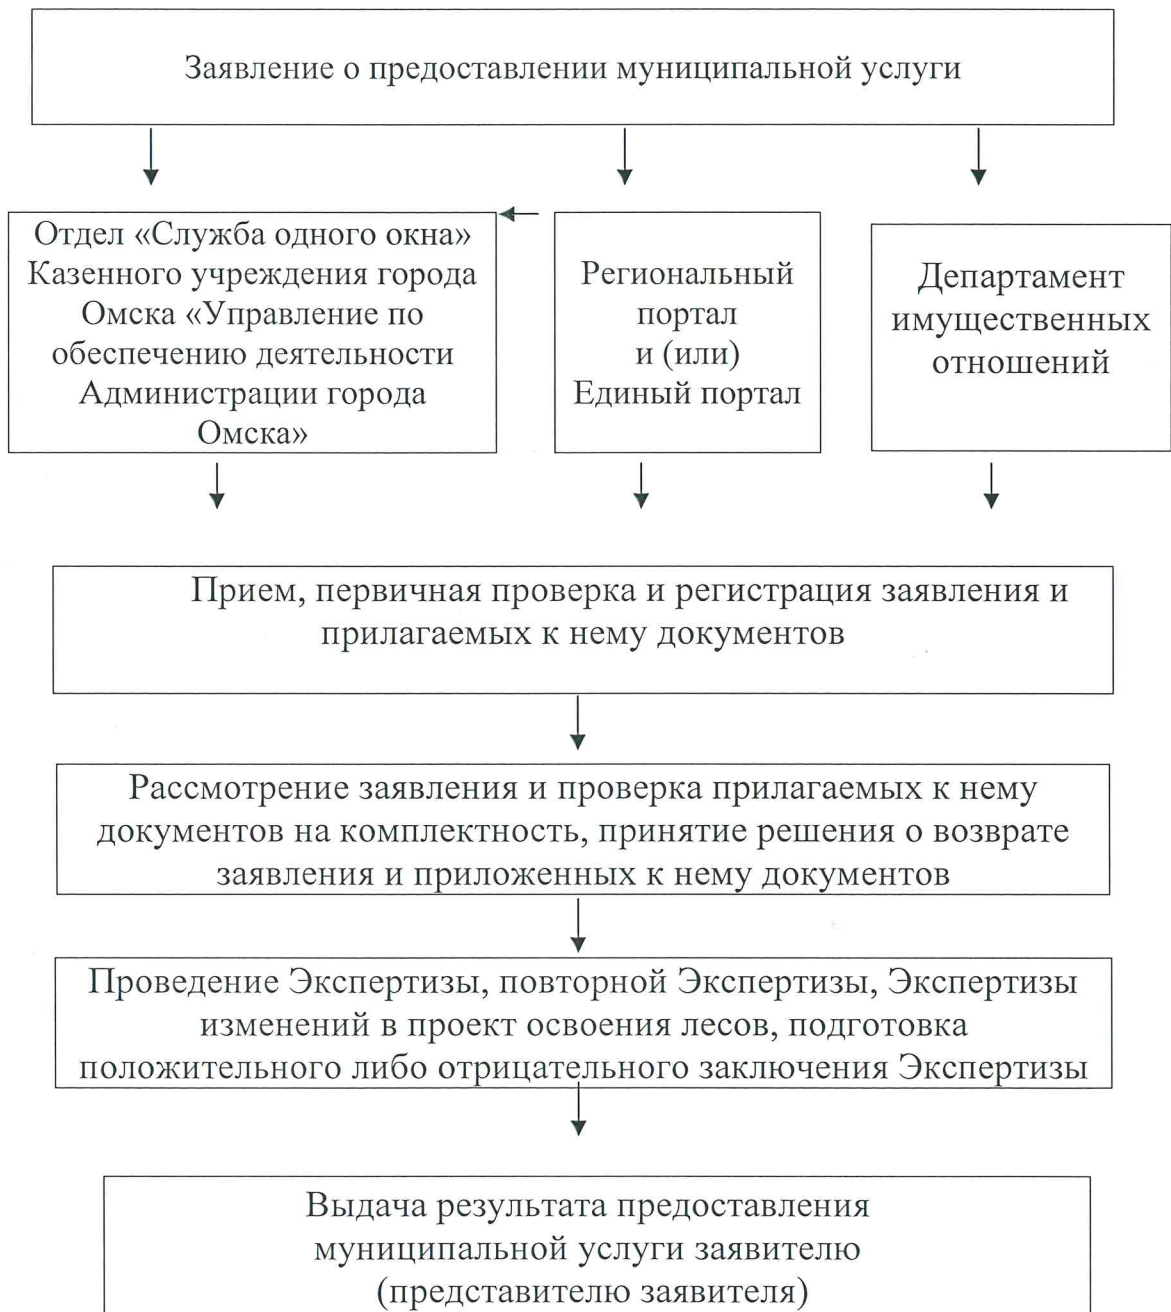 Заявление о предоставлении муниципальной услуги
Отдел «Служба одного окна»
Казенного учреждения города
Омска «Управление по
обеспечению деятельности
Администрации города
Омска»
Региональный
портал
и (или)
Единый портал
Департамент
имущественных
отношений
Прием, первичная проверка и регистрация заявления и
прилагаемых к нему документов
Рассмотрение заявления и проверка прилагаемых к нему
документов на комплектность, принятие решения о возврате
заявления и приложенных к нему документов
Проведение Экспертизы, повторной Экспертизы, Экспертизы
изменений в проект освоения лесов, подготовка
положительного либо отрицательного заключения Экспертизы
Выдача результата предоставления
муниципальной услуги заявителю
(представителю заявителя)